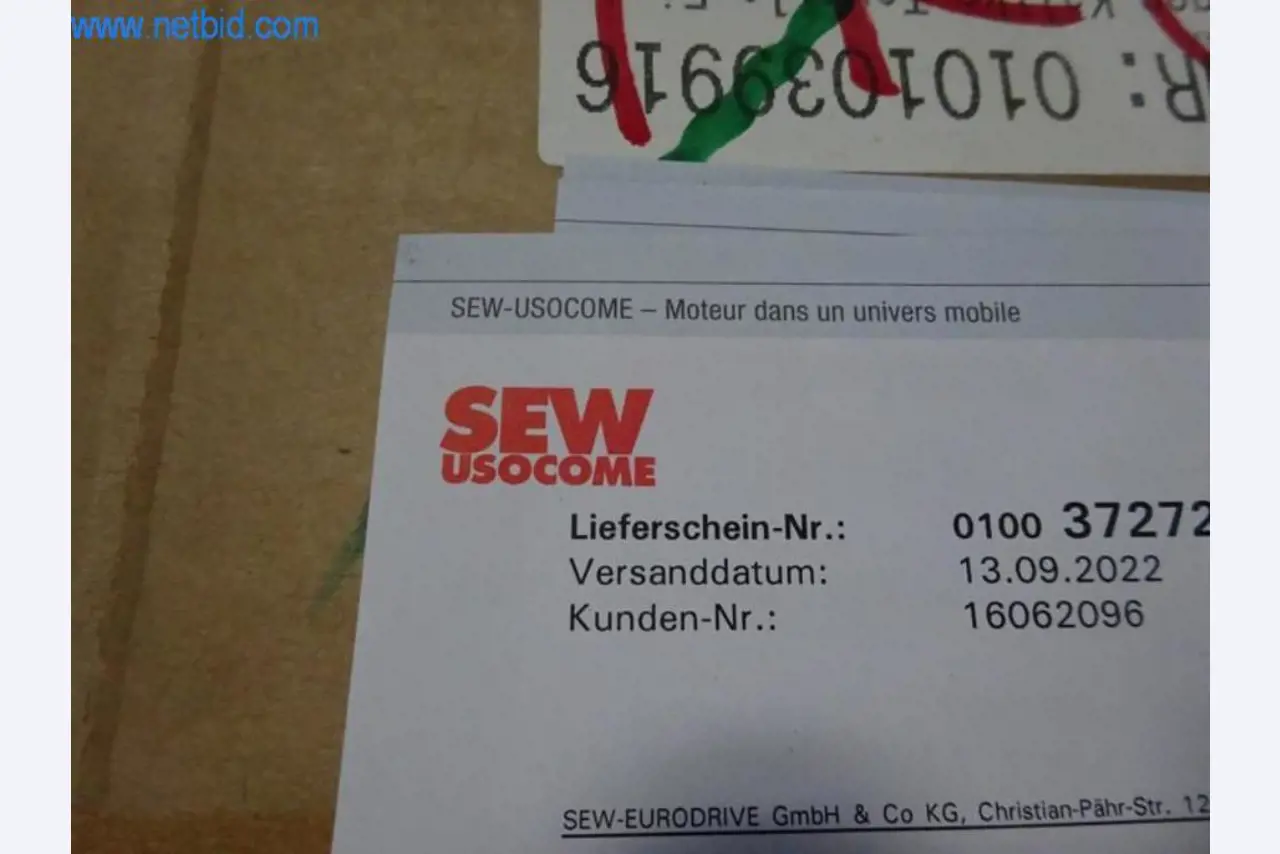 www.netbid.com
R: 0101039916
SEW-USOCOME – Moteur dans un univers mobile
SEW
USOCOME
Lieferschein-Nr.: 0100 37272
Versanddatum: 13.09.2022
Kunden-Nr.: 16062096
SEW-EURODRIVE GmbH & Co KG, Christian-Pähr-Str. 12